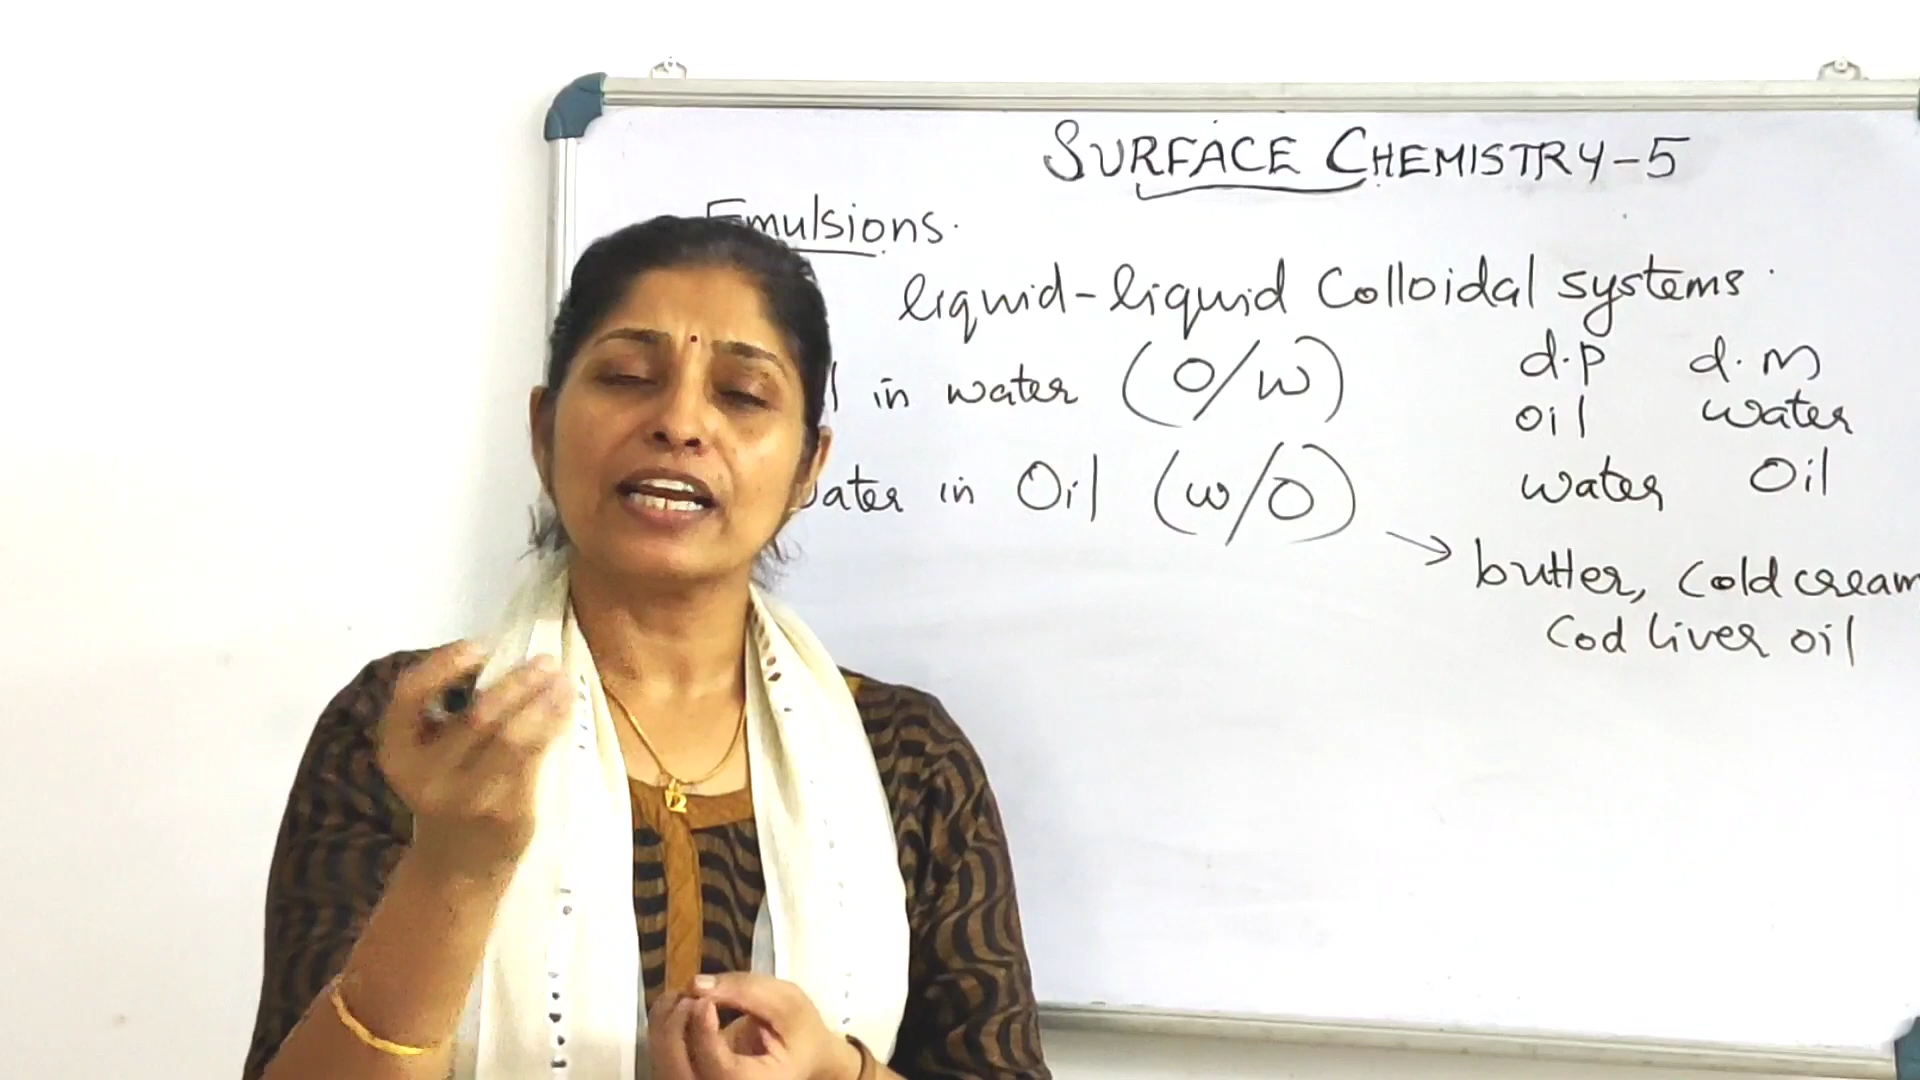 SURFACE CHEMISTRY-5
Emulsions.
liquid-liquid Colloidal systems.
d.p d.m
in water (O/W) oil water
in Oil (W/O) water Oil
→ butter, Cold cream
Cod liver oil